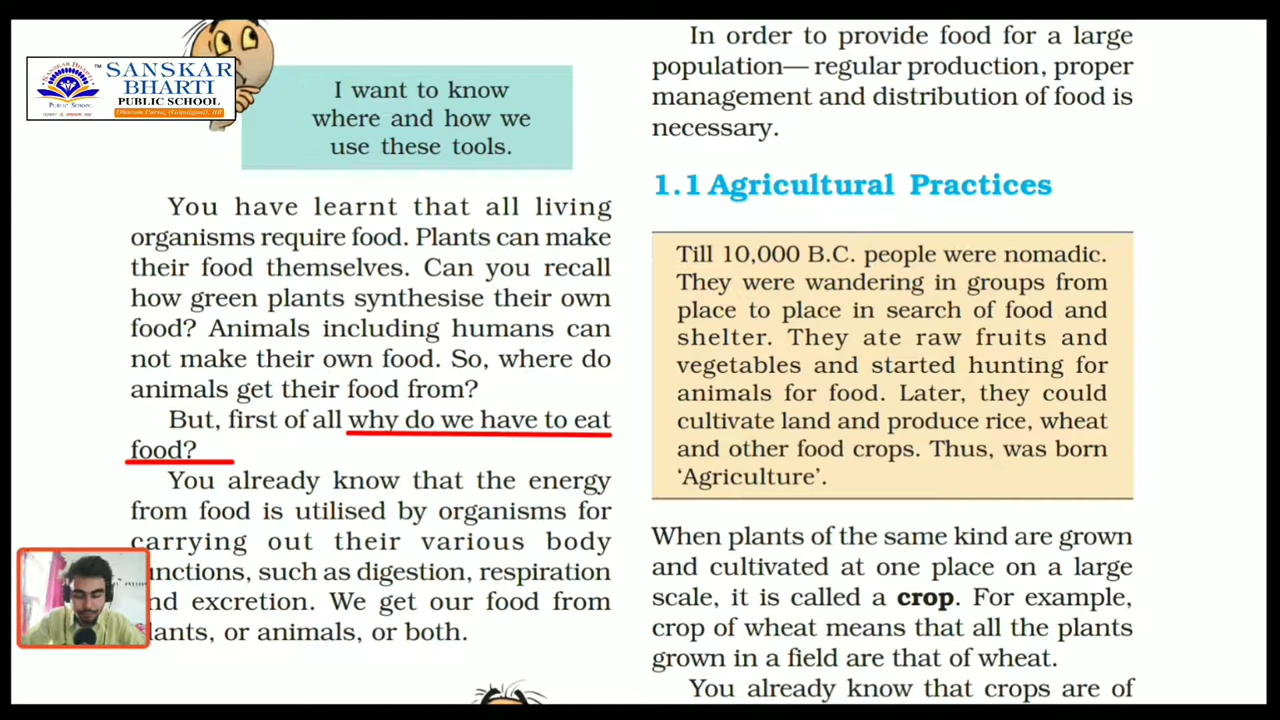 SANSKAR
BHARTI
PUBLIC SCHOOL
I want to know
where and how we
use these tools.
You have learnt that all living
organisms require food. Plants can make
their food themselves. Can you recall
how green plants synthesise their own
food? Animals including humans can
not make their own food. So, where do
animals get their food from?
But, first of all why do we have to eat
food?
You already know that the energy
from food is utilised by organisms for
carrying out their various body
unctions, such as digestion, respiration
nd excretion. We get our food from
lants, or animals, or both.
In order to provide food for a large
population— regular production, proper
management and distribution of food is
necessary.
1.1 Agricultural Practices
Till 10,000 B.C. people were nomadic.
They were wandering in groups from
place to place in search of food and
shelter. They ate raw fruits and
vegetables and started hunting for
animals for food. Later, they could
cultivate land and produce rice, wheat
and other food crops. Thus, was born
‘Agriculture’.
When plants of the same kind are grown
and cultivated at one place on a large
scale, it is called a crop. For example,
crop of wheat means that all the plants
grown in a field are that of wheat.
You already know that crops are of